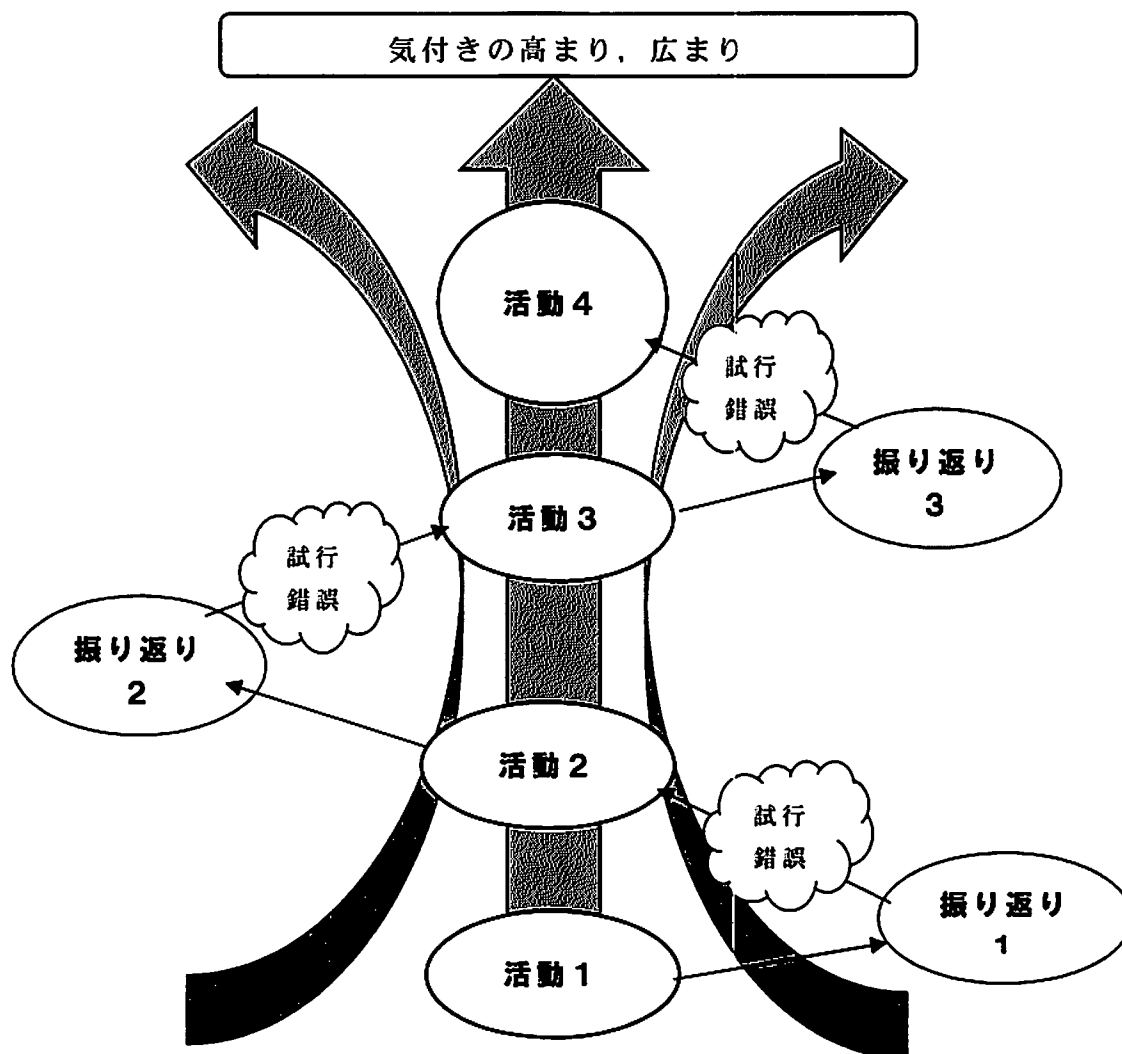 気付きの高まり，広まり
活動４
試行
錯誤
振り返り
３
活動３
試行
錯誤
振り返り
２
活動２
試行
錯誤
振り返り
１
活動１